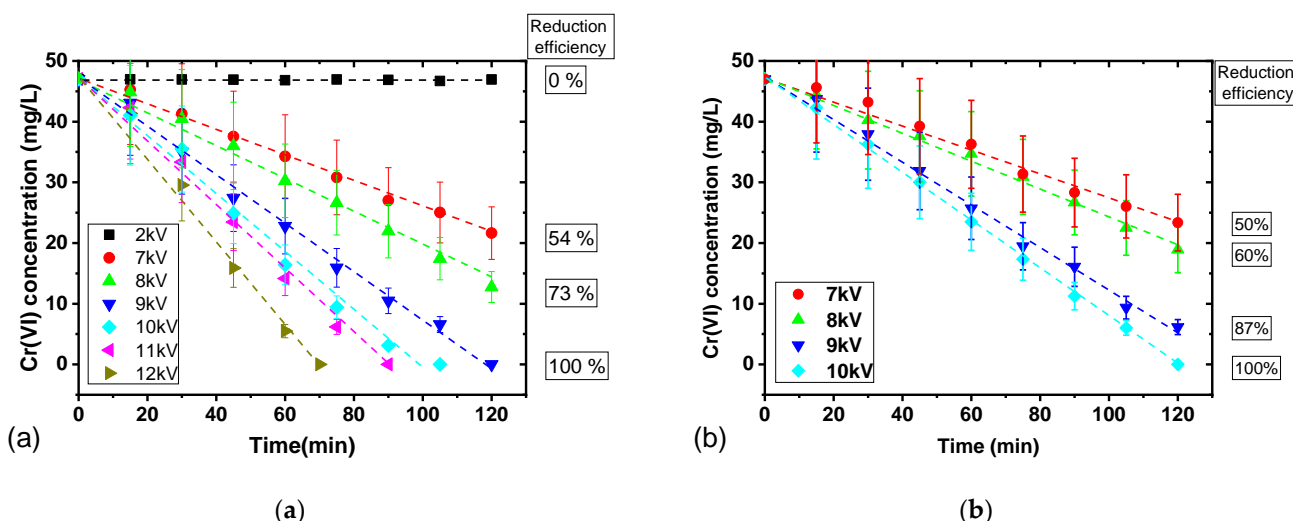 Reduction
efficiency
50
40
30
20
10
0
Cr(VI) concentration (mg/L)
0 %
54 %
73 %
100 %
2kV
7kV
8kV
9kV
10kV
11kV
12kV
0 20 40 60 80 100 120
Time(min)
(a)
(a)
Reduction
efficiency
50
40
30
20
10
0
Cr(VI) concentration (mg/L)
50%
60%
87%
100%
7kV
8kV
9kV
10kV
0 20 40 60 80 100 120
Time (min)
(b)
(b)